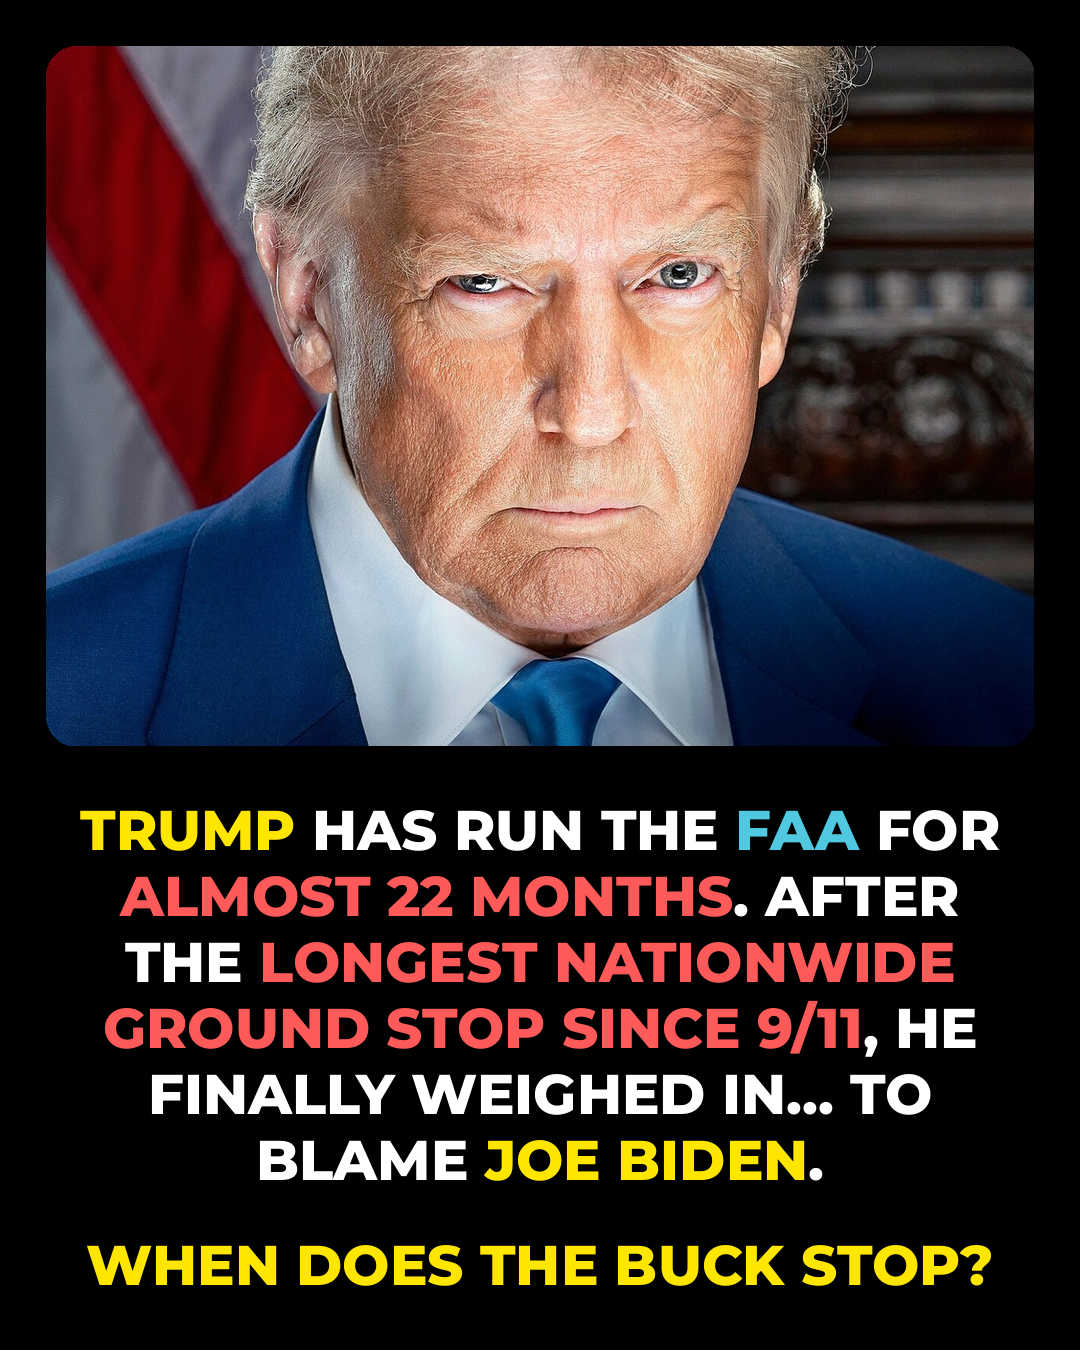 TRUMP HAS RUN THE FAA FOR
ALMOST 22 MONTHS. AFTER
THE LONGEST NATIONWIDE
GROUND STOP SINCE 9/11, HE
FINALLY WEIGHED IN... TO
BLAME JOE BIDEN.
WHEN DOES THE BUCK STOP?